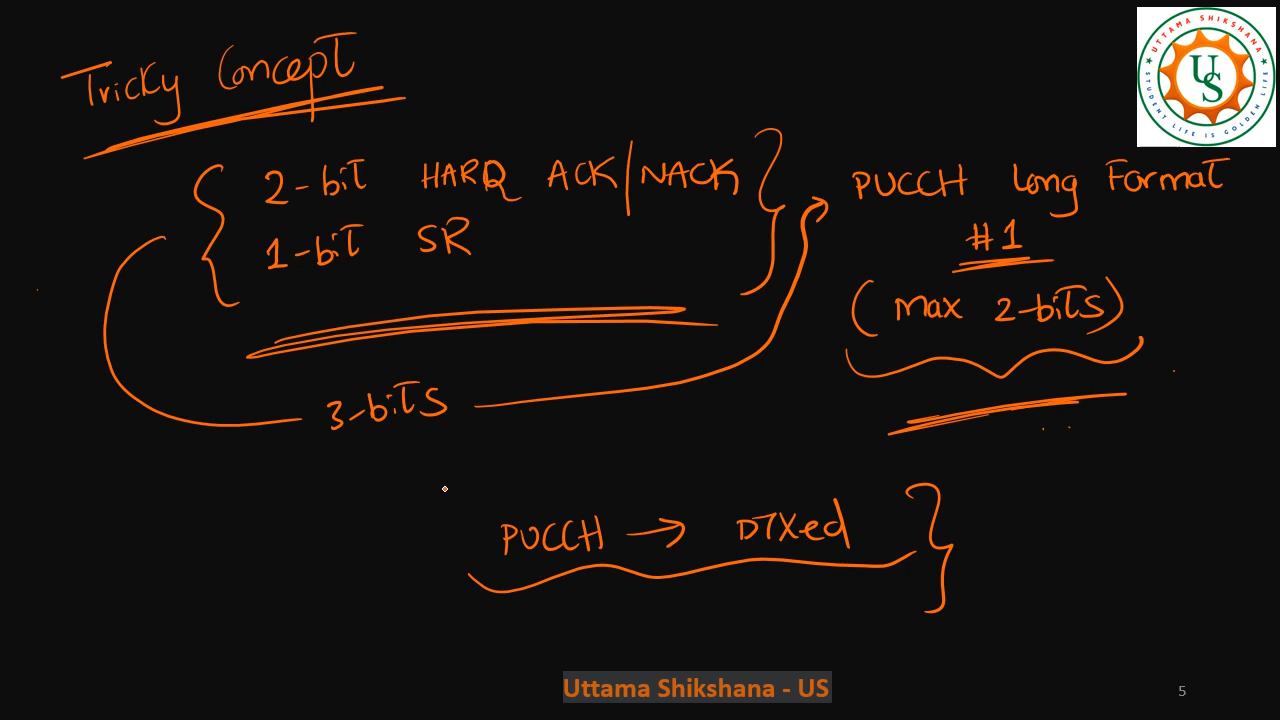 Tricky Concept
UTTAMA SHIKSHANA
US
STUDENT LIFE IS GOLDEN LIFE
2-bit HARQ ACK/NACK
1-bit SR
PUCCH Long Format
#1
(max 2-bits)
3-bits
PUCCH → DTXed
Uttama Shikshana - US
5